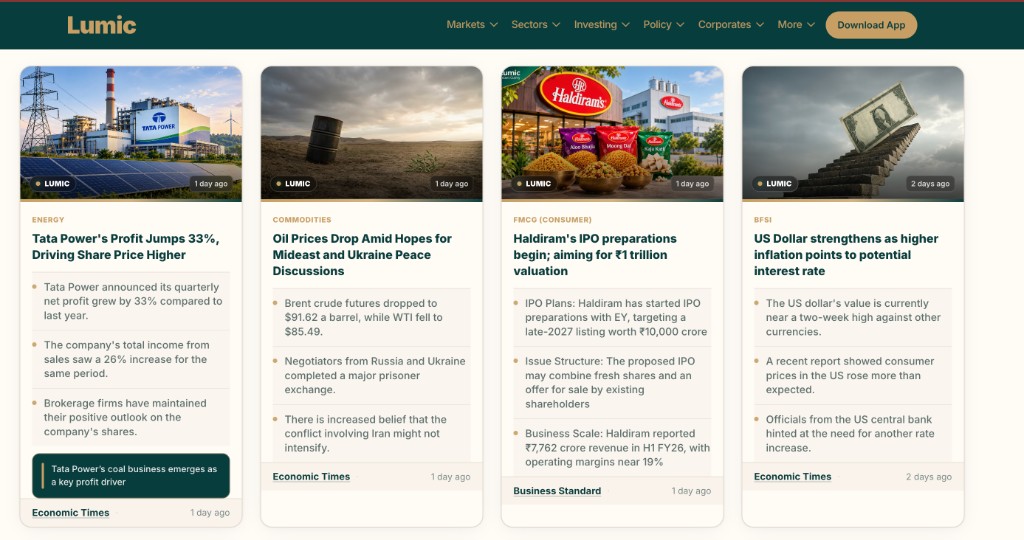 Lumic
Markets
Sectors
Investing
Policy
Corporates
More
Download App
TATA POWER
LUMIC
1 day ago
ENERGY
Tata Power's Profit Jumps 33%,
Driving Share Price Higher
Tata Power announced its quarterly
net profit grew by 33% compared to
last year.
The company's total income from
sales saw a 26% increase for the
same period.
Brokerage firms have maintained
their positive outlook on the
company's shares.
Tata Power's coal business emerges as
a key profit driver
Economic Times
1 day ago
LUMIC
1 day ago
COMMODITIES
Oil Prices Drop Amid Hopes for
Mideast and Ukraine Peace
Discussions
Brent crude futures dropped to
$91.62 a barrel, while WTI fell to
$85.49.
Negotiators from Russia and Ukraine
completed a major prisoner
exchange.
There is increased belief that the
conflict involving Iran might not
intensify.
Economic Times
1 day ago
Haldiram's
Haldiram's
Aloo Bhujia
Moong Dal
LUMIC
1 day ago
FMCG (CONSUMER)
Haldiram's IPO preparations
begin; aiming for ₹1 trillion
valuation
IPO Plans: Haldiram has started IPO
preparations with EY, targeting a
late-2027 listing worth ₹10,000 crore
Issue Structure: The proposed IPO
may combine fresh shares and an
offer for sale by existing
shareholders
Business Scale: Haldiram reported
₹7,762 crore revenue in H1 FY26, with
operating margins near 19%
Business Standard
1 day ago
LUMIC
2 days ago
BFSI
US Dollar strengthens as higher
inflation points to potential
interest rate
The US dollar's value is currently
near a two-week high against other
currencies.
A recent report showed consumer
prices in the US rose more than
expected.
Officials from the US central bank
hinted at the need for another rate
increase.
Economic Times
2 days ago